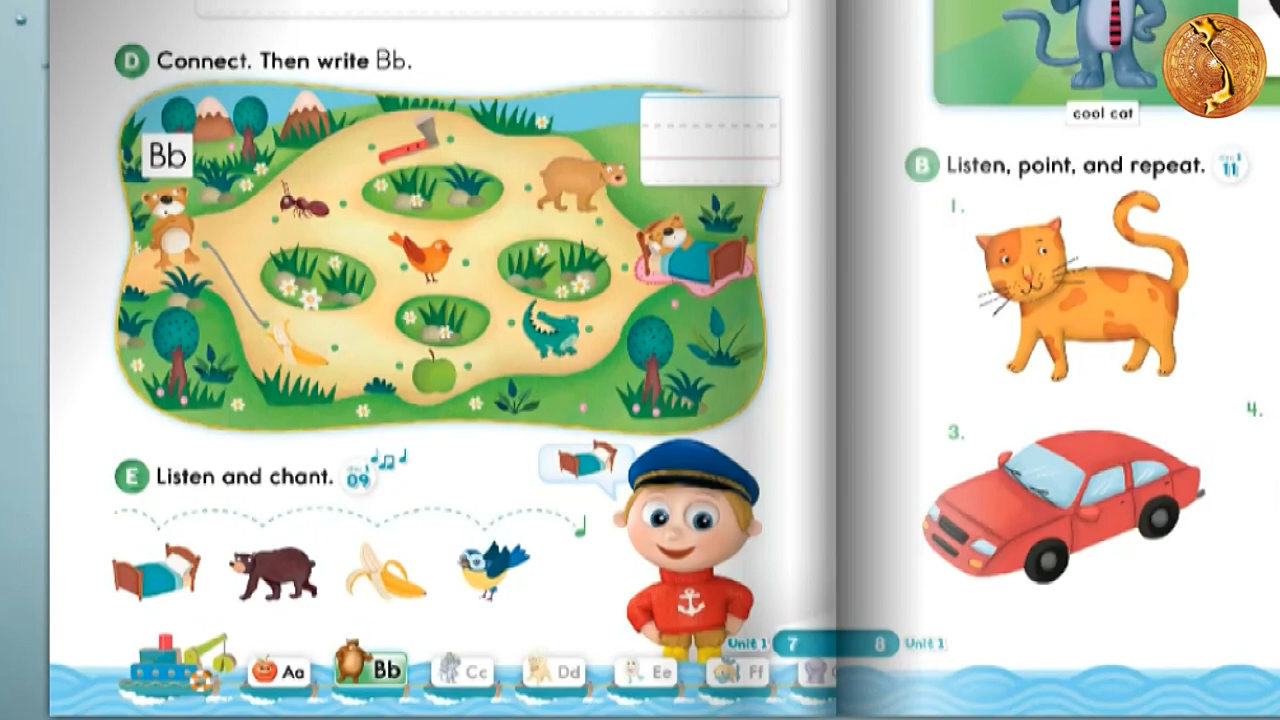 D Connect. Then write Bb.
Bb
E Listen and chant.
09
Aa
Bb
Cc
Dd
Ee
Ff
Unit 1 7
8 Unit 1
cool cat
B Listen, point, and repeat.
11
1.
3.
4.